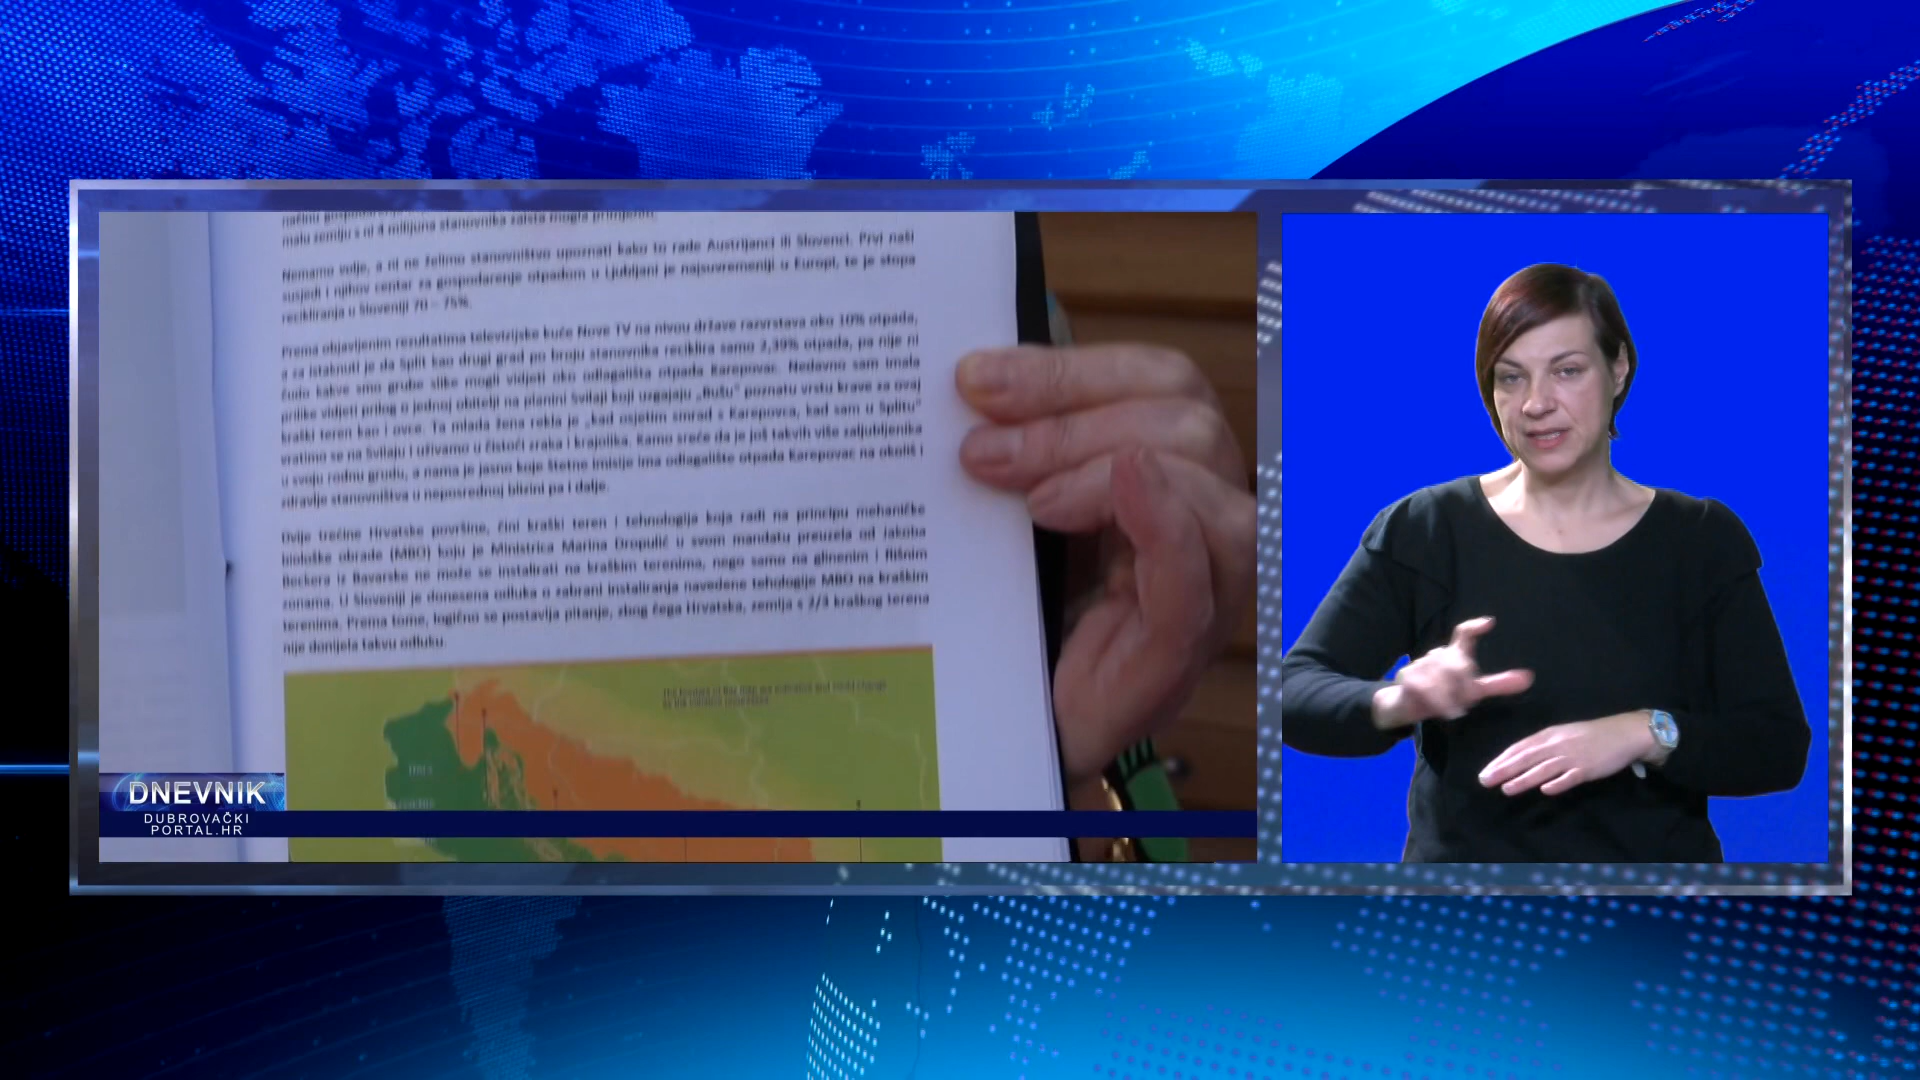 malu zemlju s ni 4 milijuna stanovnika zaista mogla primjeniti.
Nemamo volje, a ni ne želimo stanovništvo upoznati kako to rade Austrijanci ili Slovenci. Prvi naši
susjedi i njihov centar za gospodarenje otpadom u Ljubljani je najsuvremeniji u Europi, te je stopa
recikliranja u Sloveniji 70 – 75%.
Prema objavljenim rezultatima televizijske kuće Nove TV na nivou države razvrstava oko 10% otpada,
a za istaknuti je da Split kao drugi grad po broju stanovnika reciklira samo 2,39% otpada, pa nije ni
čudo kakve smo grube slike mogli vidjeti oko odlagališta otpada Karepovac. Nedavno sam imala
prilike vidjeti prilog o jednoj obitelji na planini Svilaji koji uzgajaju „Bušu" poznatu vrstu krave za ovaj
kraški teren kao i ovce. Ta mlada žena rekla je „kad osjetim smrad s Karepovca, kad sam u Splitu"
vratimo se na Svilaju i uživamo u čistoći zraka i krajolika. Kamo sreće da je još takvih više zaljubljenika
u svoju rodnu grudu, a nama je jasno koje štetne imisije ima odlagalište otpada Karepovac na okoliš i
zdravlje stanovništva u neposrednoj blizini pa i dalje.
Dvije trećine Hrvatske površine, čini kraški teren i tehnologija koja radi na principu mehaničke
biološke obrade (MBO) koju je Ministrica Marina Dropulić u svom mandatu preuzela od Jakoba
Beckera iz Bavarske ne može se instalirati na kraškim terenima, nego samo na glinenim i flišnim
zonama. U Sloveniji je donesena odluka o zabrani instaliranja navedene tehologije MBO na kraškim
terenima. Prema tome, logično se postavlja pitanje, zbog čega Hrvatska, zemlja s 2/3 kraškog terena
nije donijela takvu odluku.
DNEVNIK
DUBROVAČKI
PORTAL.HR